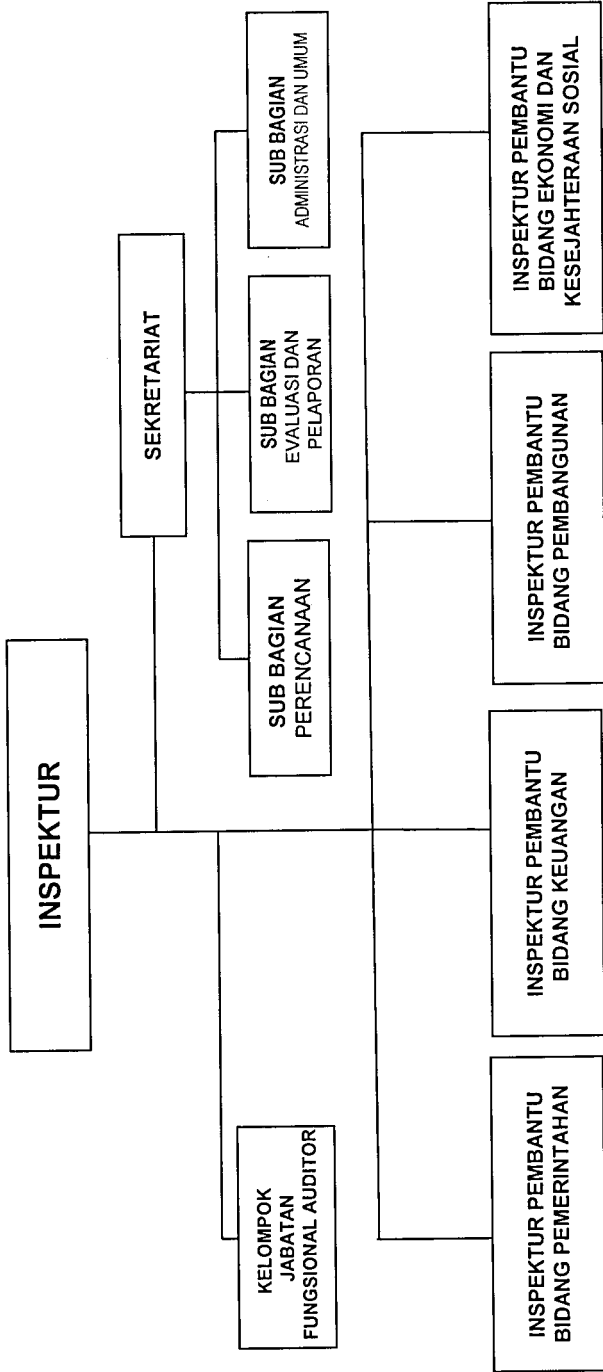 INSPEKTUR
SEKRETARIAT
SUB BAGIAN
PERENCANAAN
SUB BAGIAN
EVALUASI DAN
PELAPORAN
SUB BAGIAN
ADMINISTRASI DAN UMUM
KELOMPOK
JABATAN
FUNGSIONAL AUDITOR
INSPEKTUR PEMBANTU
BIDANG PEMERINTAHAN
INSPEKTUR PEMBANTU
BIDANG KEUANGAN
INSPEKTUR PEMBANTU
BIDANG PEMBANGUNAN
INSPEKTUR PEMBANTU
BIDANG EKONOMI DAN
KESEJAHTERAAN SOSIAL